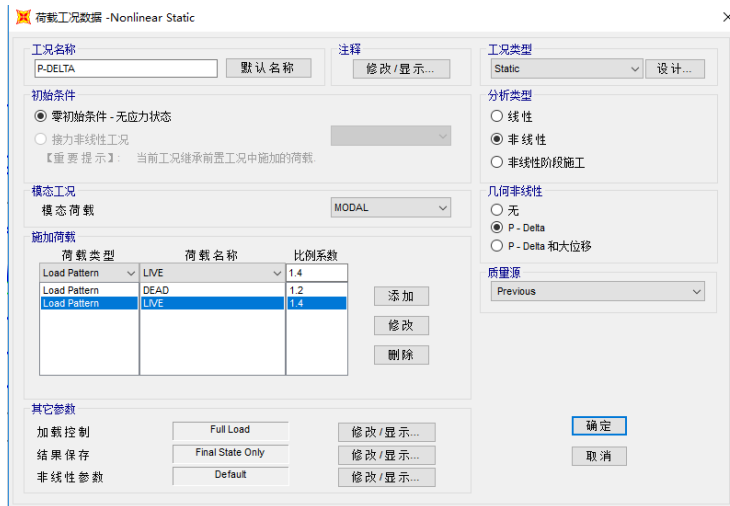 荷载工况数据 -Nonlinear Static
工况名称
P-DELTA
默认名称
注释
修改/显示...
工况类型
Static
设计...
初始条件
零初始条件 - 无应力状态
接力非线性工况
【重要提示】: 当前工况继承前置工况中施加的荷载.
分析类型
线性
非线性
非线性阶段施工
模态工况
模态荷载
MODAL
几何非线性
无
P - Delta
P - Delta 和大位移
施加荷载
荷载类型 荷载名称 比例系数
Load Pattern LIVE 1.4
Load Pattern DEAD 1.2
Load Pattern LIVE 1.4
添加
修改
删除
质量源
Previous
其它参数
加载控制 Full Load 修改/显示...
结果保存 Final State Only 修改/显示...
非线性参数 Default 修改/显示...
确定
取消